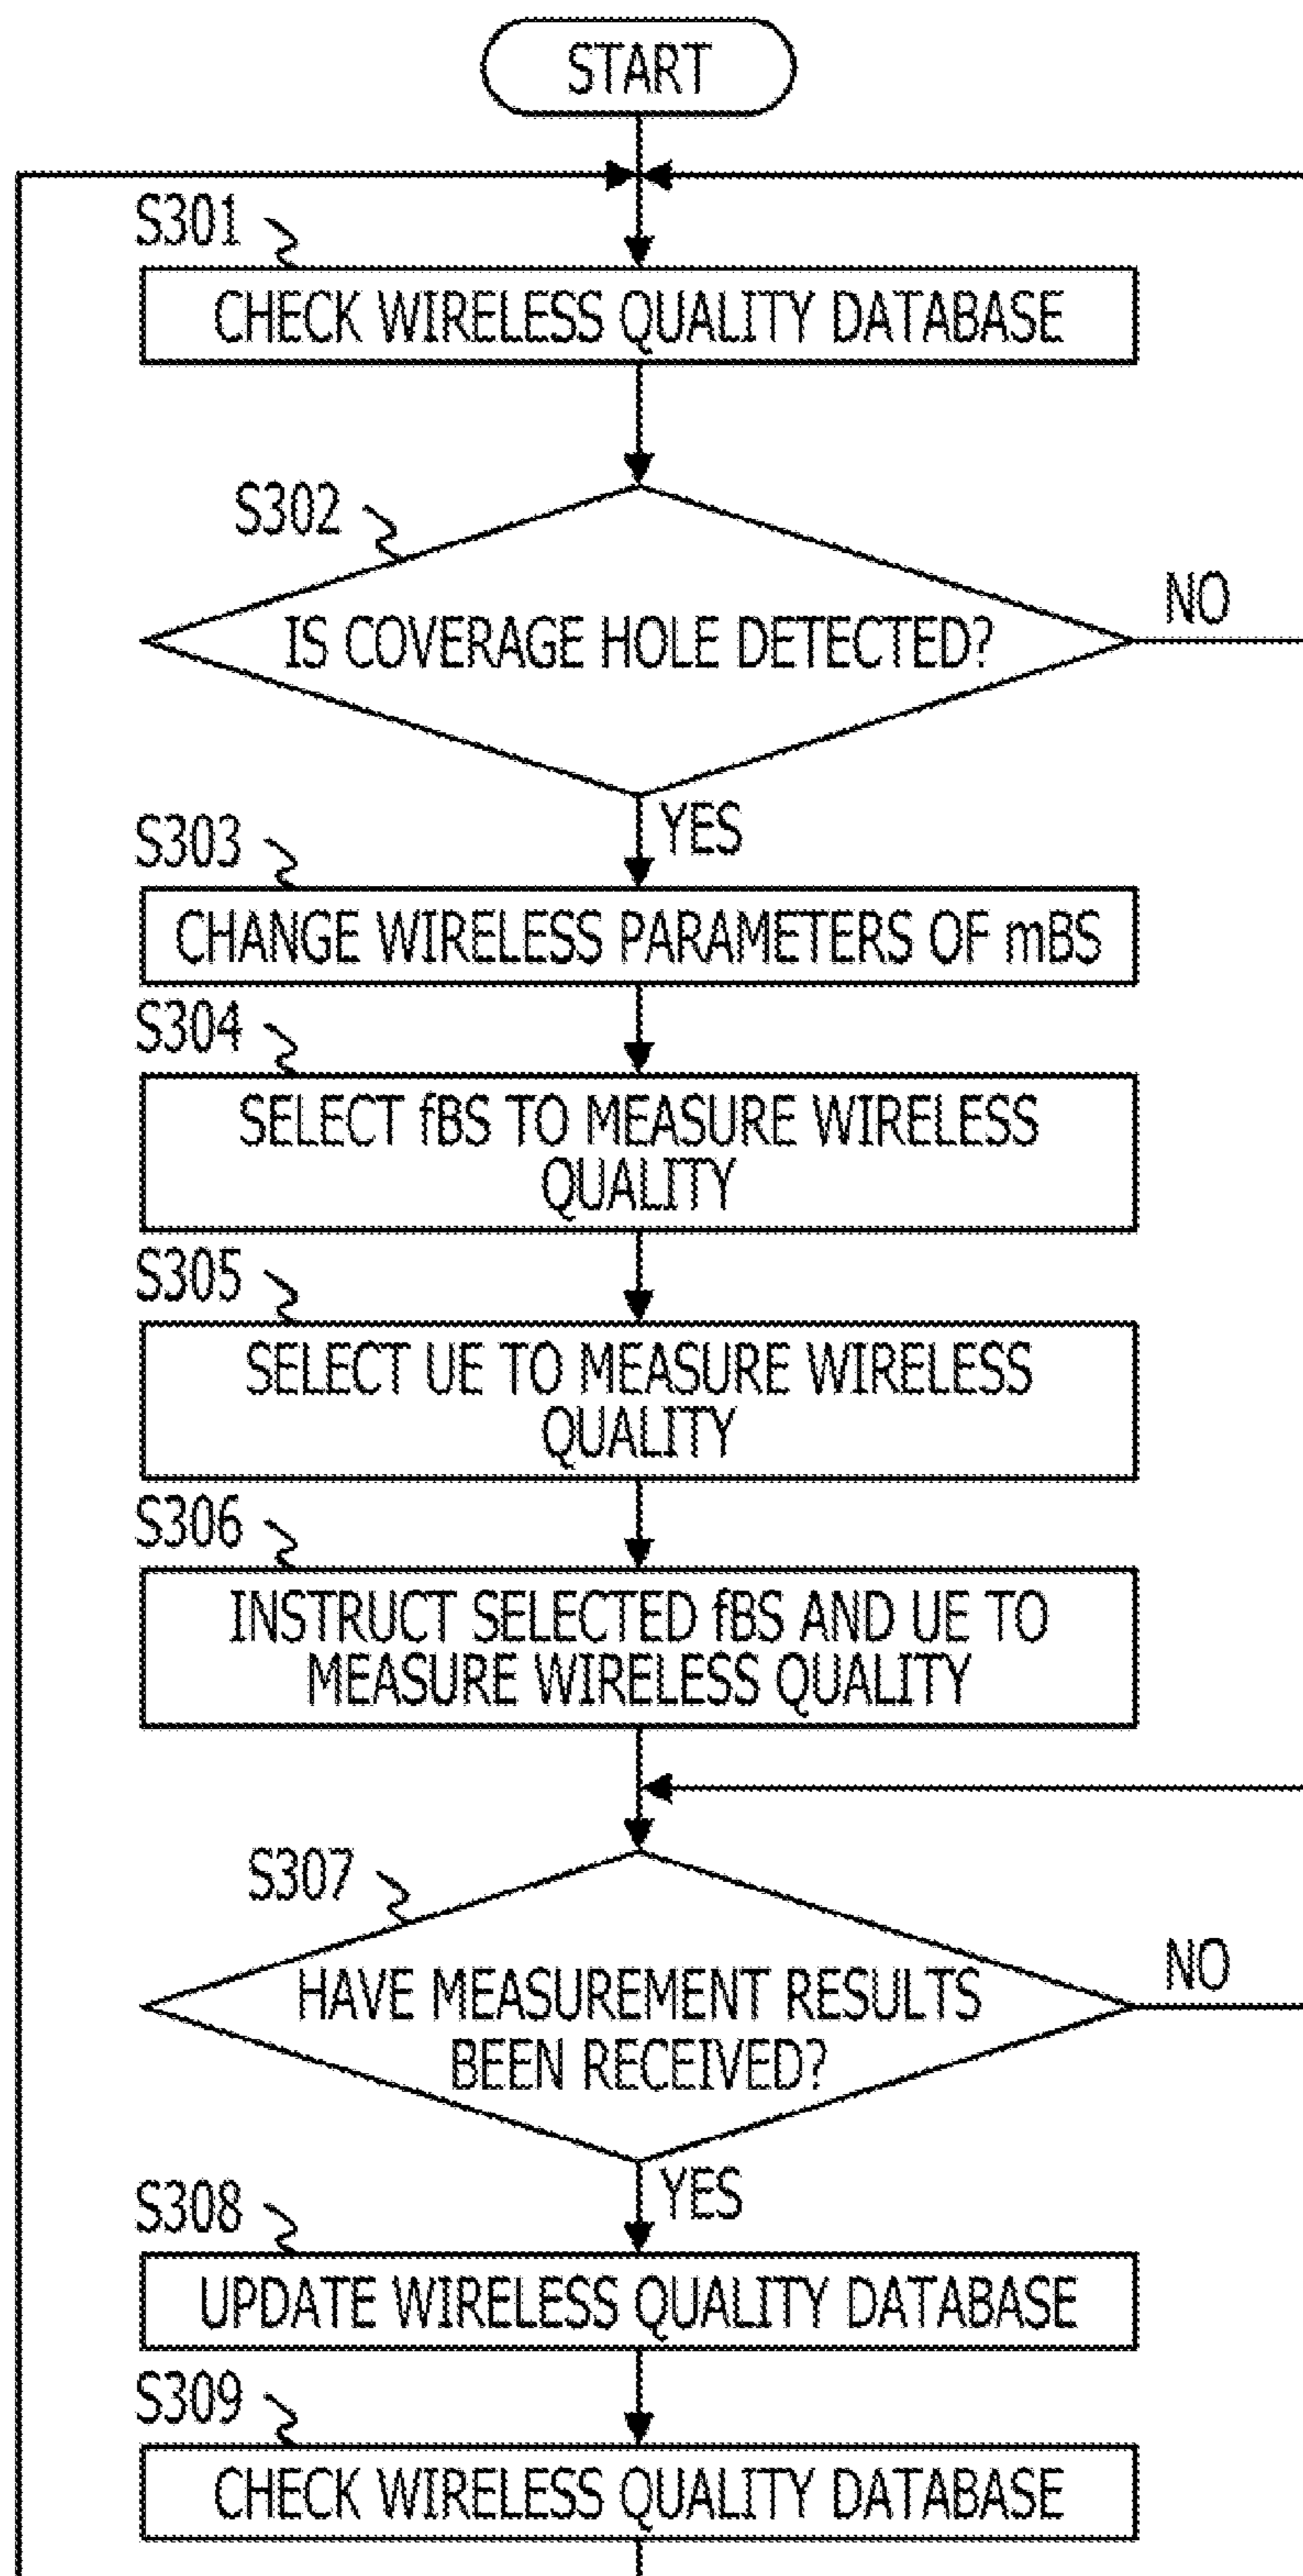 START
S301
CHECK WIRELESS QUALITY DATABASE
S302
IS COVERAGE HOLE DETECTED?
NO
YES
S303
CHANGE WIRELESS PARAMETERS OF mBS
S304
SELECT fBS TO MEASURE WIRELESS
QUALITY
S305
SELECT UE TO MEASURE WIRELESS
QUALITY
S306
INSTRUCT SELECTED fBS AND UE TO
MEASURE WIRELESS QUALITY
S307
HAVE MEASUREMENT RESULTS
BEEN RECEIVED?
NO
YES
S308
UPDATE WIRELESS QUALITY DATABASE
S309
CHECK WIRELESS QUALITY DATABASE